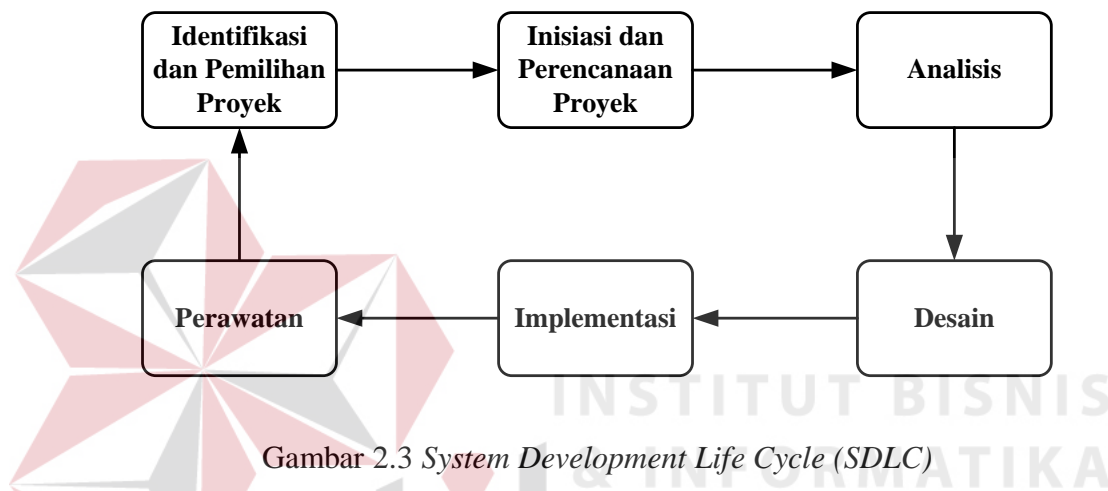 Identifikasi
dan Pemilihan
Proyek
Inisiasi dan
Perencanaan
Proyek
Analisis
Perawatan
Implementasi
Desain
INSTITUT BISNIS
Gambar 2.3 System Development Life Cycle (SDLC)
& INFORMATIKA